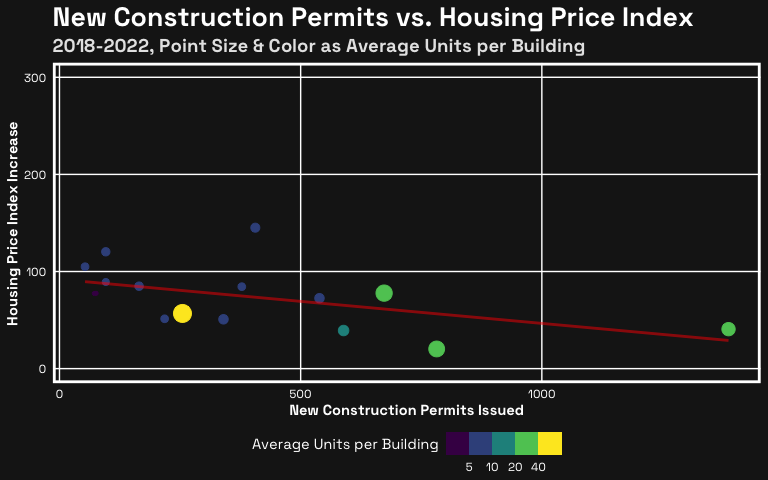 New Construction Permits vs. Housing Price Index
2018-2022, Point Size & Color as Average Units per Building
Housing Price Index Increase
300
200
100
0
0 500 1000
New Construction Permits Issued
Average Units per Building
5 10 20 40